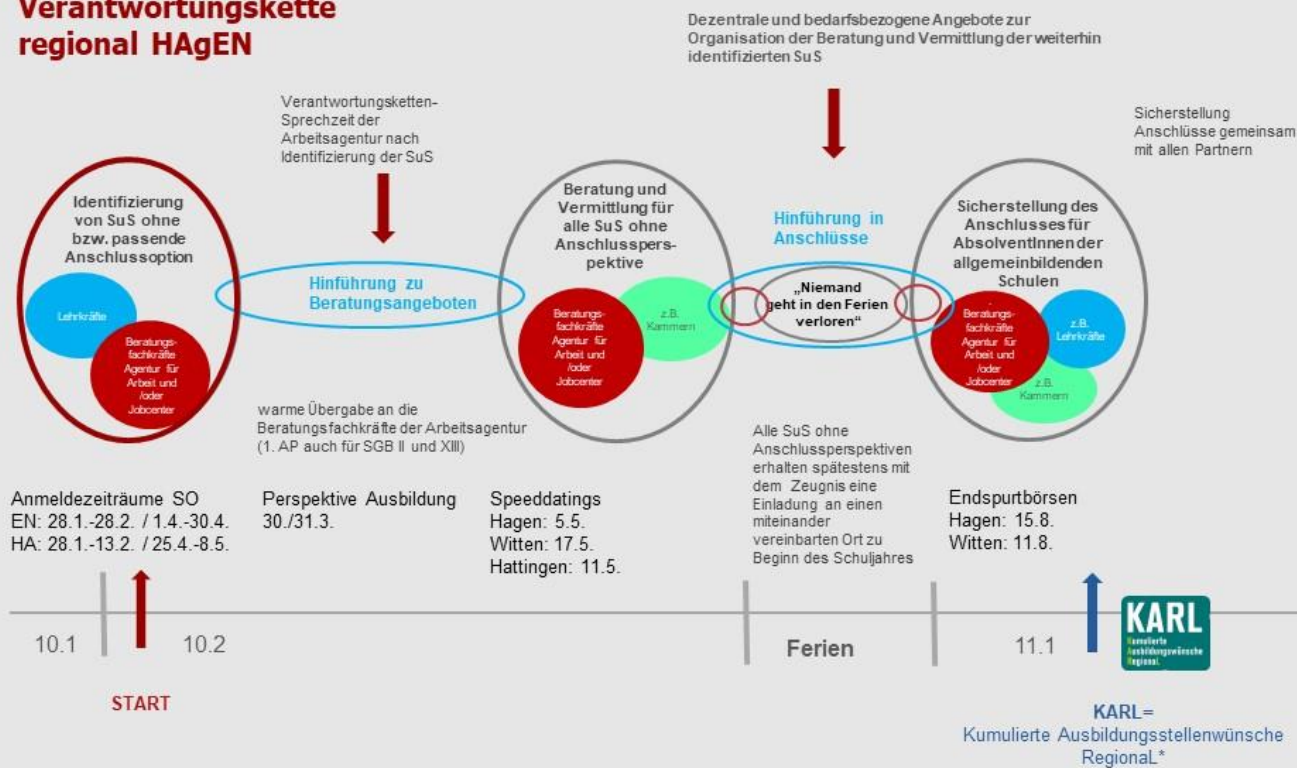 Verantwortungskette
regional HAgEN
Dezentrale und bedarfsbezogene Angebote zur
Organisation der Beratung und Vermittlung der weiterhin
identifizierten SuS
Verantwortungsketten-
Sprechzeit der
Arbeitsagentur nach
Identifizierung der SuS
Sicherstellung
Anschlüsse gemeinsam
mit allen Partnern
Identifizierung
von SuS ohne
bzw. passende
Anschlussoption
Lehrkräfte
Beratungs-
fachkräfte
Agentur für
Arbeit und
/oder
Jobcenter
Hinführung zu
Beratungsangeboten
Beratung und
Vermittlung für
alle SuS ohne
Anschlusspers-
pektive
Beratungs-
fachkräfte
Agentur für
Arbeit und
/oder
Jobcenter
z.B.
Kammern
Hinführung in
Anschlüsse
„Niemand
geht in den Ferien
verloren“
Sicherstellung des
Anschlusses für
AbsolventInnen der
allgemeinbildenden
Schulen
Beratungs-
fachkräfte
Agentur für
Arbeit und
/oder
Jobcenter
z.B.
Lehrkräfte
z.B.
Kammern
warme Übergabe an die
Beratungsfachkräfte der Arbeitsagentur
(1. AP auch für SGB II und XIII)
Alle SuS ohne
Anschlussperspektiven
erhalten spätestens mit
dem Zeugnis eine
Einladung an einen
miteinander
vereinbarten Ort zu
Beginn des Schuljahres
Anmeldezeiträume SO
EN: 28.1.-28.2. / 1.4.-30.4.
HA: 28.1.-13.2. / 25.4.-8.5.
Perspektive Ausbildung
30./31.3.
Speeddatings
Hagen: 5.5.
Witten: 17.5.
Hattingen: 11.5.
Endspurtbörsen
Hagen: 15.8.
Witten: 11.8.
10.1
10.2
Ferien
11.1
KARL
Kumulierte
Ausbildungswünsche
RegionaL
START
KARL=
Kumulierte Ausbildungsstellenwünsche
RegionaL*